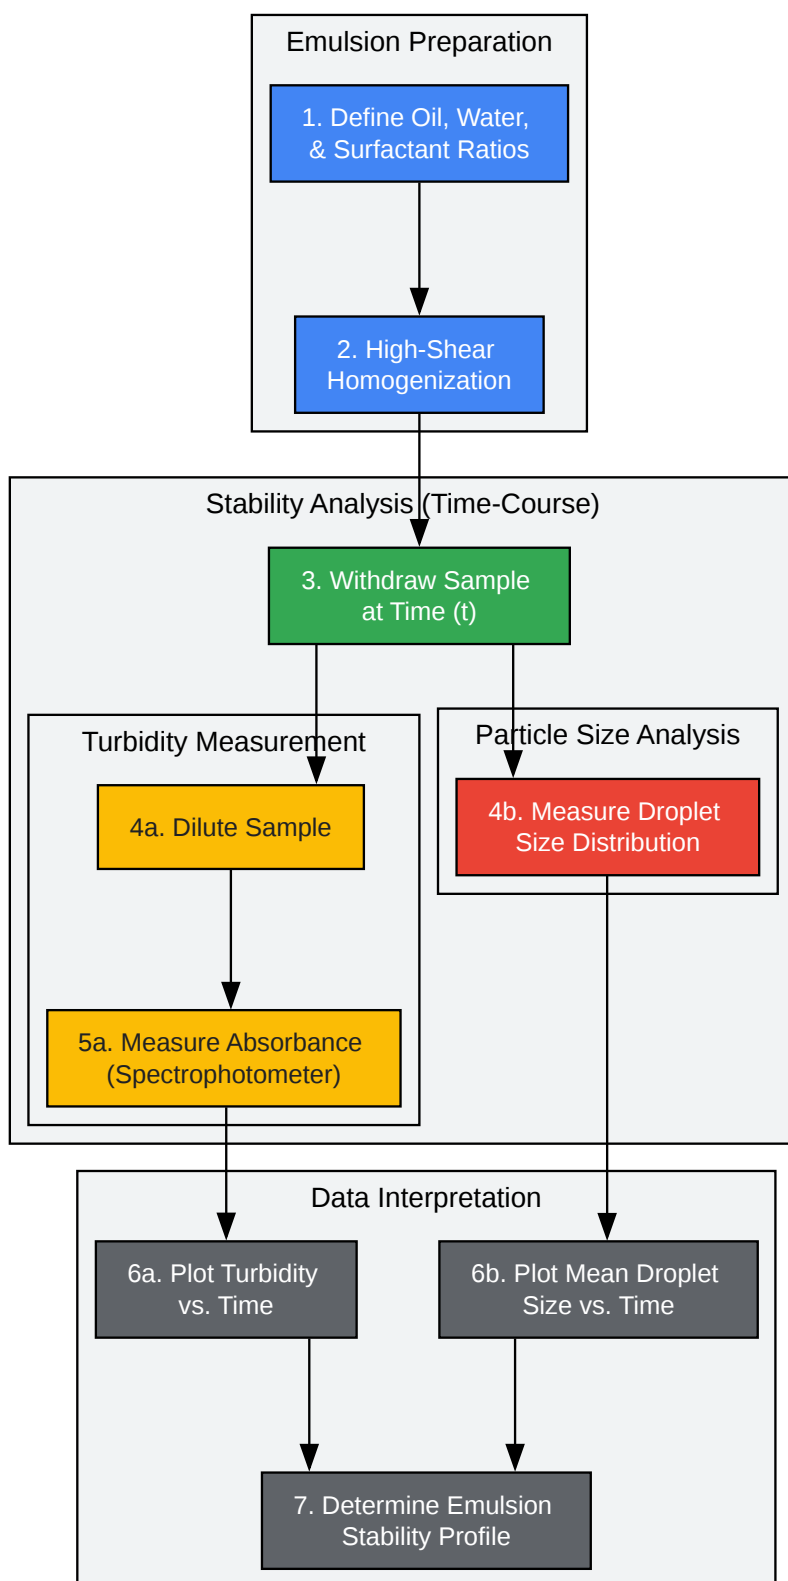 Emulsion Preparation
1. Define Oil, Water,
& Surfactant Ratios
2. High-Shear
Homogenization
Stability Analysis (Time-Course)
3. Withdraw Sample
at Time (t)
Turbidity Measurement
4a. Dilute Sample
5a. Measure Absorbance
(Spectrophotometer)
Particle Size Analysis
4b. Measure Droplet
Size Distribution
Data Interpretation
6a. Plot Turbidity
vs. Time
6b. Plot Mean Droplet
Size vs. Time
7. Determine Emulsion
Stability Profile